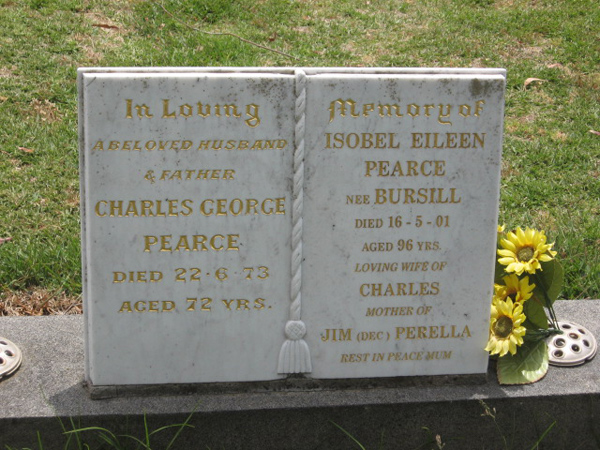 In Loving
A BELOVED HUSBAND
& FATHER
CHARLES GEORGE
PEARCE
DIED 22·6·73
AGED 72 YRS.
Memory of
ISOBEL EILEEN
PEARCE
NEE BURSILL
DIED 16-5-01
AGED 96 YRS.
LOVING WIFE OF
CHARLES
MOTHER OF
JIM (DEC) PERELLA
REST IN PEACE MUM